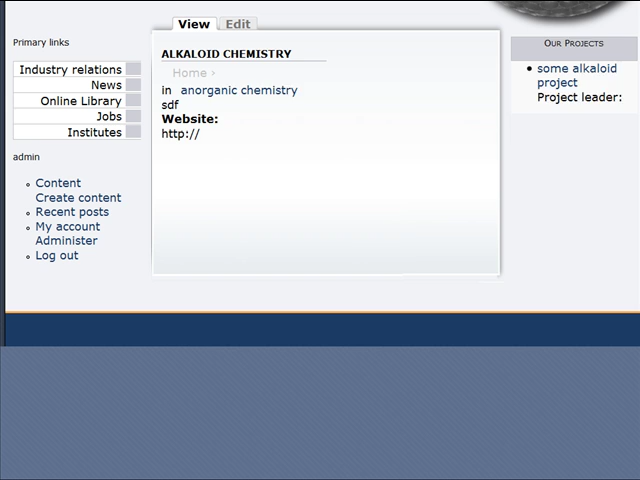 View Edit
Primary links
Industry relations
News
Online Library
Jobs
Institutes
admin
Content
Create content
Recent posts
My account
Administer
Log out
ALKALOID CHEMISTRY
Home ›
in anorganic chemistry
sdf
Website:
http://
Our Projects
some alkaloid
project
Project leader: